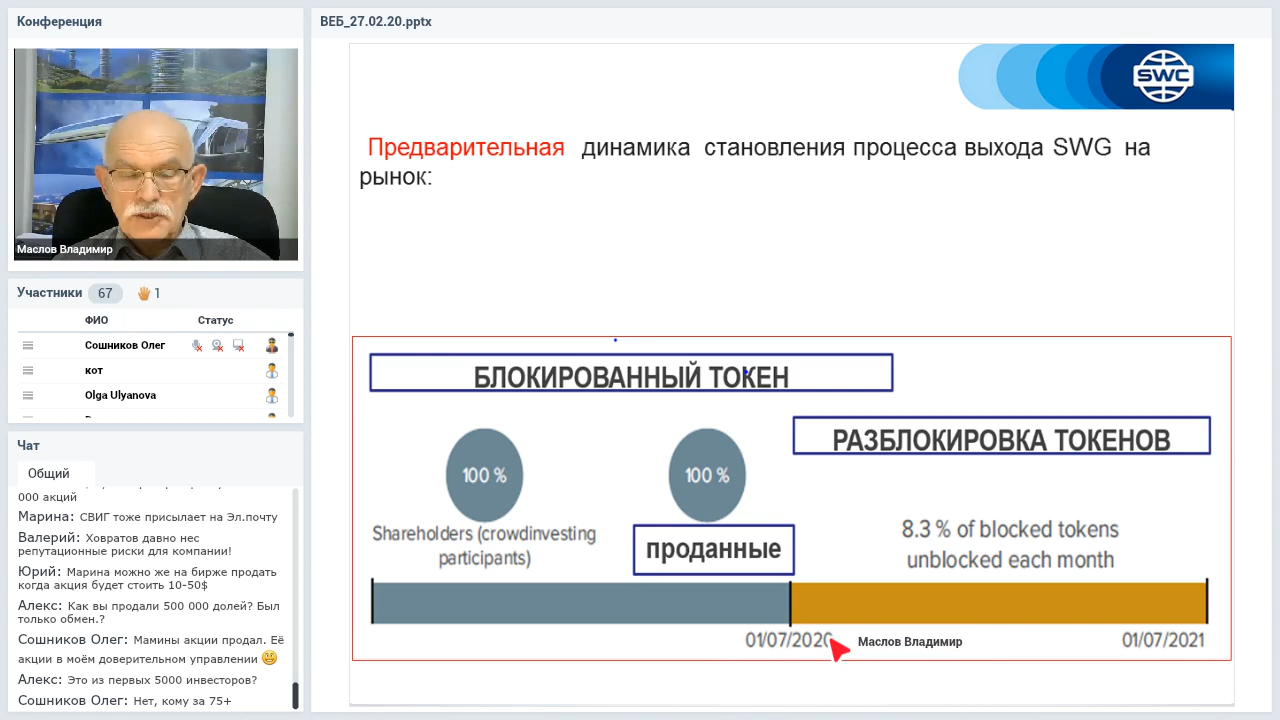 Конференция
Маслов Владимир
Участники 67 1
ФИО Статус
Сошников Олег
кот
Olga Ulyanova
Чат
Общий
000 акций
Марина: СВИГ тоже присылает на Эл.почту
Валерий: Ховратов давно нес
репутационные риски для компании!
Юрий: Марина можно же на бирже продать
когда акция будет стоить 10-50$
Алекс: Как вы продали 500 000 долей? Был
только обмен.?
Сошников Олег: Мамины акции продал. Её
акции в моём доверительном управлении
Алекс: Это из первых 5000 инвесторов?
Сошников Олег: Нет, кому за 75+
ВЕБ_27.02.20.pptx
SWC
Предварительная динамика становления процесса выхода SWG на
рынок:
БЛОКИРОВАННЫЙ ТОКЕН
РАЗБЛОКИРОВКА ТОКЕНОВ
100 %
100 %
Shareholders (crowdinvesting
participants)
проданные
8.3 % of blocked tokens
unblocked each month
01/07/2020
Маслов Владимир
01/07/2021